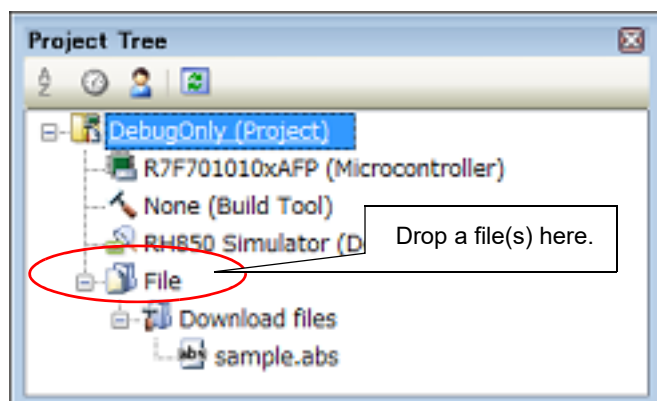 Project Tree
DebugOnly (Project)
R7F701010xAFP (Microcontroller)
None (Build Tool)
RH850 Simulator (D
Drop a file(s) here.
File
Download files
abs sample.abs